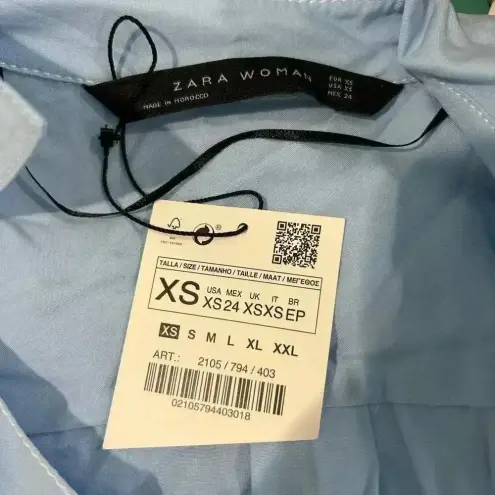 ZARA WOMAN
MADE IN MOROCCO
EUR XS
USA XS
MEX 24
TALLA / SIZE / TAMANHO / TAILLE / MAAT / ΜΕΓΕΘΟΣ
XS
USA MEX UK IT BR
XS 24 XS XS EP
XS S M L XL XXL
ART.: 2105 / 794 / 403
02105794403018